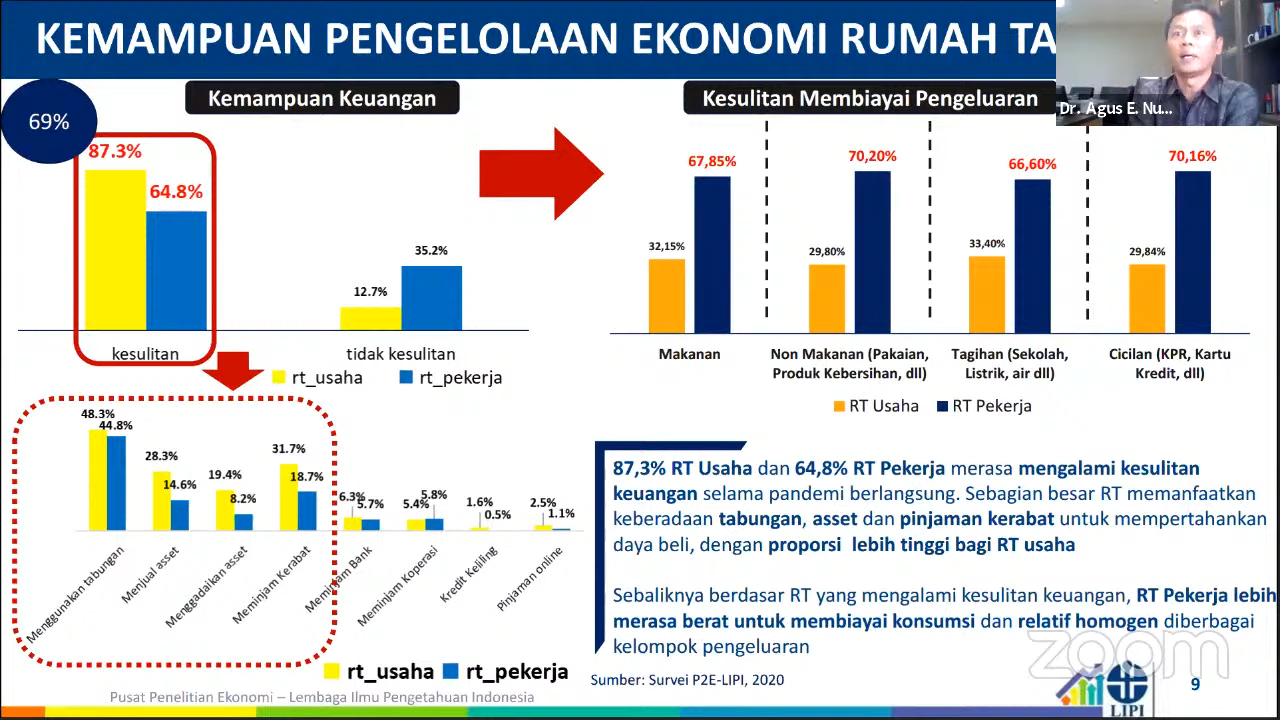 KEMAMPUAN PENGELOLAAN EKONOMI RUMAH TA
Dr. Agus E. Nu...
Kemampuan Keuangan
69%
87.3%
64.8%
12.7%
35.2%
kesulitan
tidak kesulitan
rt_usaha
rt_pekerja
48.3%
44.8%
28.3%
14.6%
19.4%
8.2%
31.7%
18.7%
6.3%
5.7%
5.4%
5.8%
1.6%
0.5%
2.5%
1.1%
Menggunakan tabungan
Menjual asset
Menggadaikan asset
Meminjam Kerabat
Meminjam Bank
Meminjam Koperasi
Kredit Keliling
Pinjaman online
rt_usaha
rt_pekerja
Kesulitan Membiayai Pengeluaran
67,85%
70,20%
66,60%
70,16%
32,15%
29,80%
33,40%
29,84%
Makanan
Non Makanan (Pakaian,
Produk Kebersihan, dll)
Tagihan (Sekolah,
Listrik, air dll)
Cicilan (KPR, Kartu
Kredit, dll)
RT Usaha
RT Pekerja
87,3% RT Usaha dan 64,8% RT Pekerja merasa mengalami kesulitan
keuangan selama pandemi berlangsung. Sebagian besar RT memanfaatkan
keberadaan tabungan, asset dan pinjaman kerabat untuk mempertahankan
daya beli, dengan proporsi lebih tinggi bagi RT usaha
Sebaliknya berdasar RT yang mengalami kesulitan keuangan, RT Pekerja lebih
merasa berat untuk membiayai konsumsi dan relatif homogen diberbagai
kelompok pengeluaran
Sumber: Survei P2E-LIPI, 2020
Pusat Penelitian Ekonomi – Lembaga Ilmu Pengetahuan Indonesia
zoom
LIPI
9